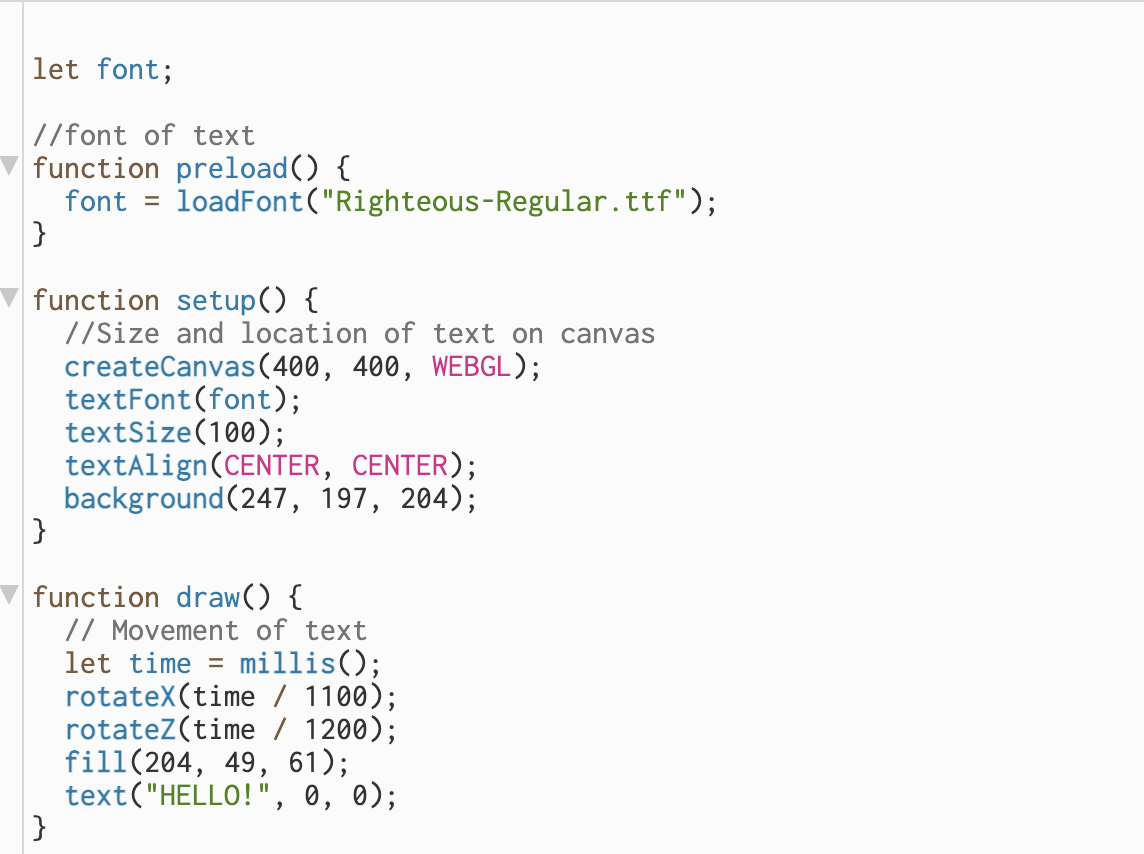 let font;
//font of text
function preload() {
  font = loadFont("Righteous-Regular.ttf");
}
function setup() {
  //Size and location of text on canvas
  createCanvas(400, 400, WEBGL);
  textFont(font);
  textSize(100);
  textAlign(CENTER, CENTER);
  background(247, 197, 204);
}
function draw() {
  // Movement of text
  let time = millis();
  rotateX(time / 1100);
  rotateZ(time / 1200);
  fill(204, 49, 61);
  text("HELLO!", 0, 0);
}